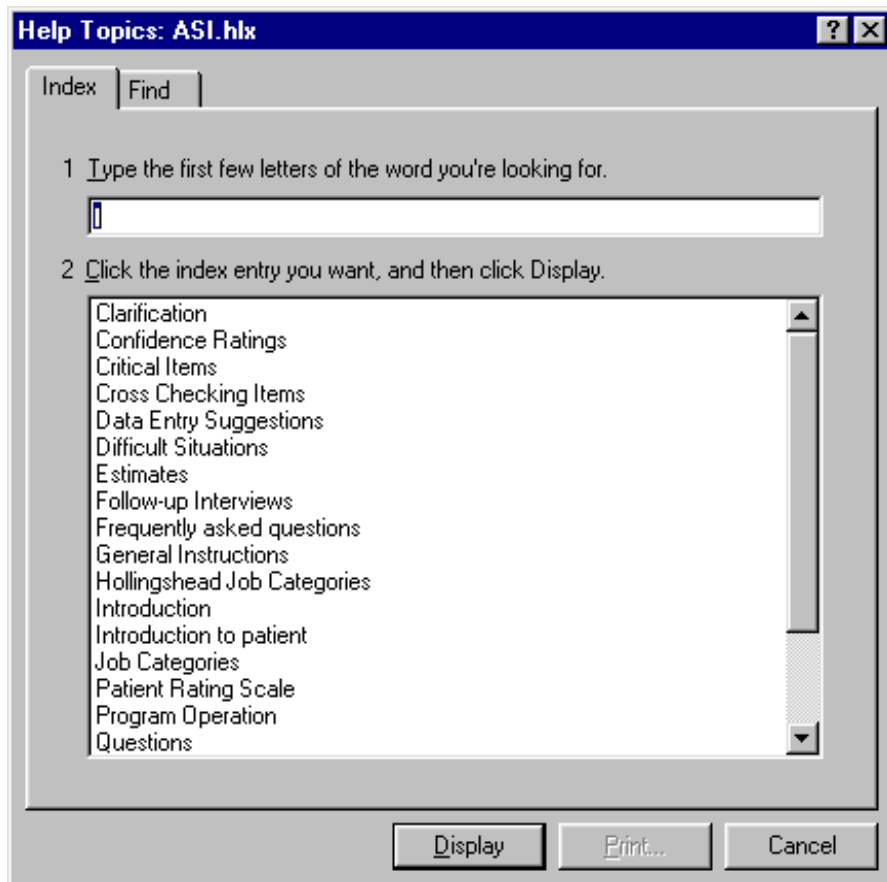 Help Topics: ASI.hlx
Index Find
1 Type the first few letters of the word you're looking for.
2 Click the index entry you want, and then click Display.
Clarification
Confidence Ratings
Critical Items
Cross Checking Items
Data Entry Suggestions
Difficult Situations
Estimates
Follow-up Interviews
Frequently asked questions
General Instructions
Hollingshead Job Categories
Introduction
Introduction to patient
Job Categories
Patient Rating Scale
Program Operation
Questions
Display Print... Cancel